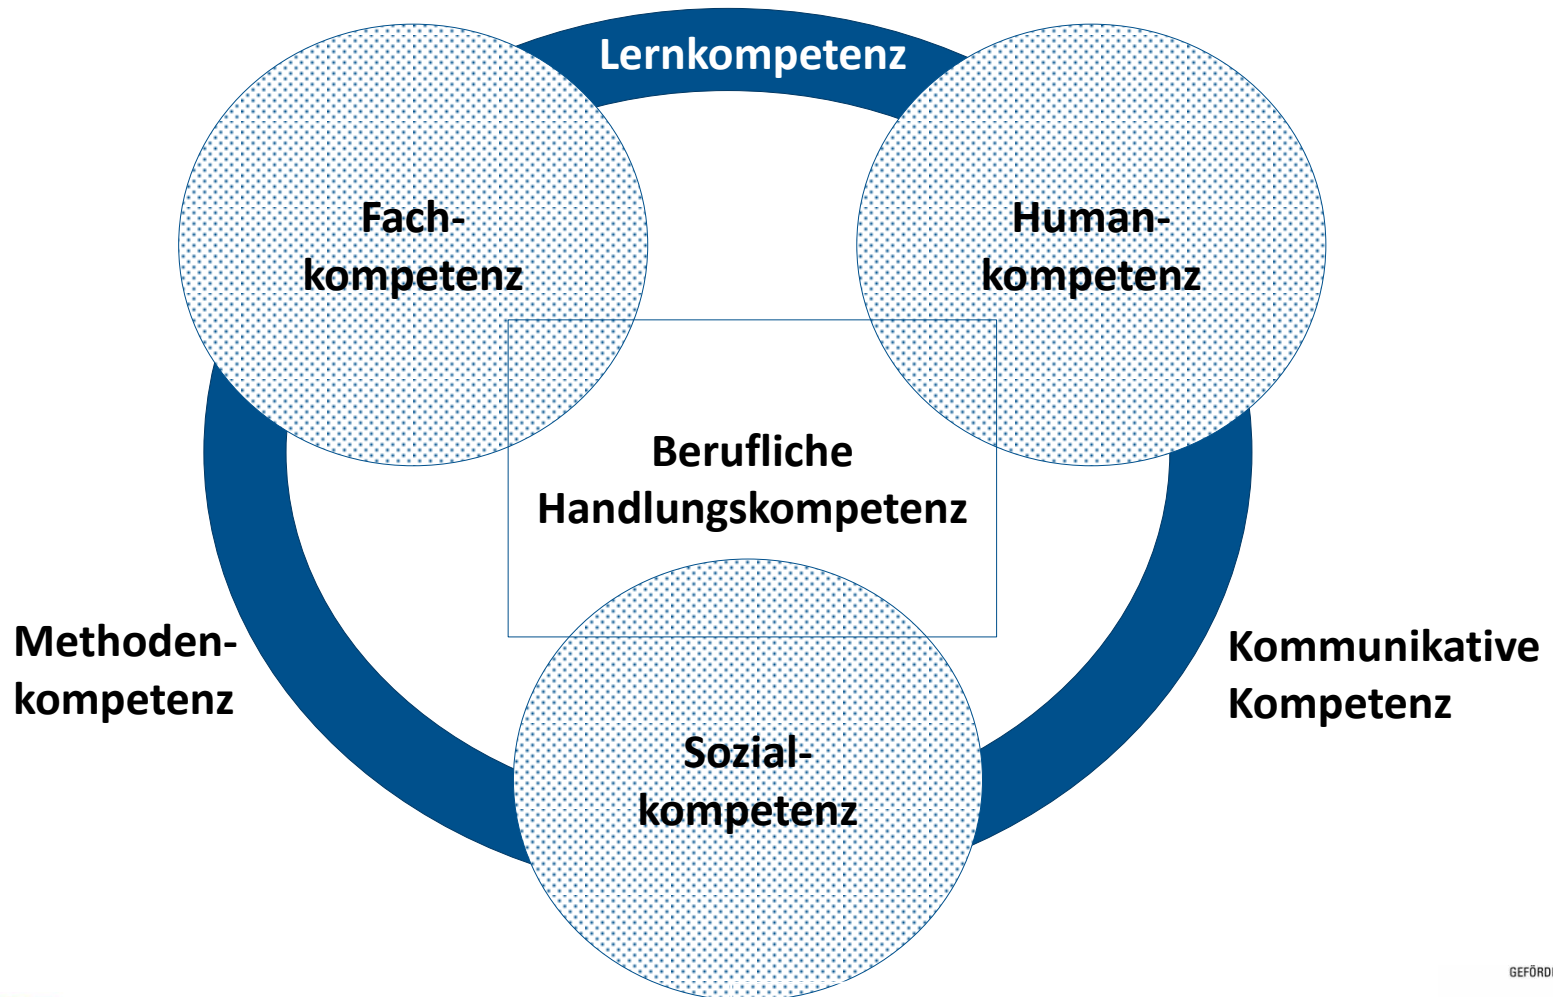 Lernkompetenz
Fach-
kompetenz
Human-
kompetenz
Berufliche
Handlungskompetenz
Methoden-
kompetenz
Kommunikative
Kompetenz
Sozial-
kompetenz